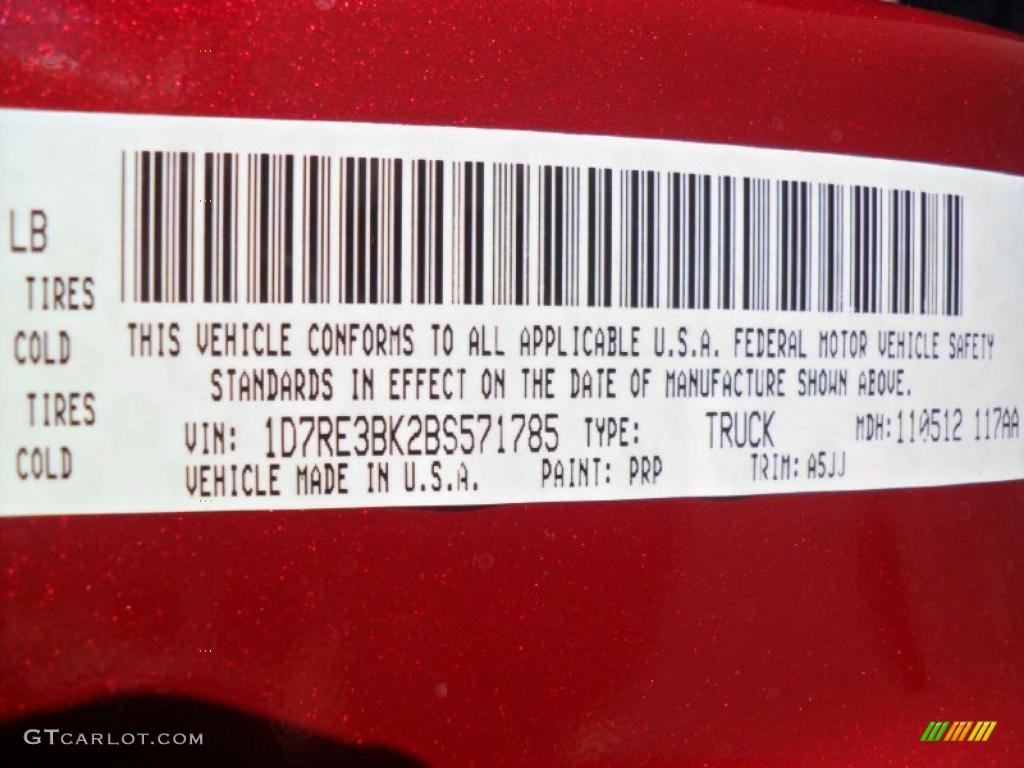 LB
TIRES
COLD
TIRES
COLD
THIS VEHICLE CONFORMS TO ALL APPLICABLE U.S.A. FEDERAL MOTOR VEHICLE SAFETY
STANDARDS IN EFFECT ON THE DATE OF MANUFACTURE SHOWN ABOVE.
VIN: 1D7RE3BK2BS571785 TYPE: TRUCK MDH: 110512 117AA
VEHICLE MADE IN U.S.A. PAINT: PRP TRIM: A5JJ
GTCARLOT.COM